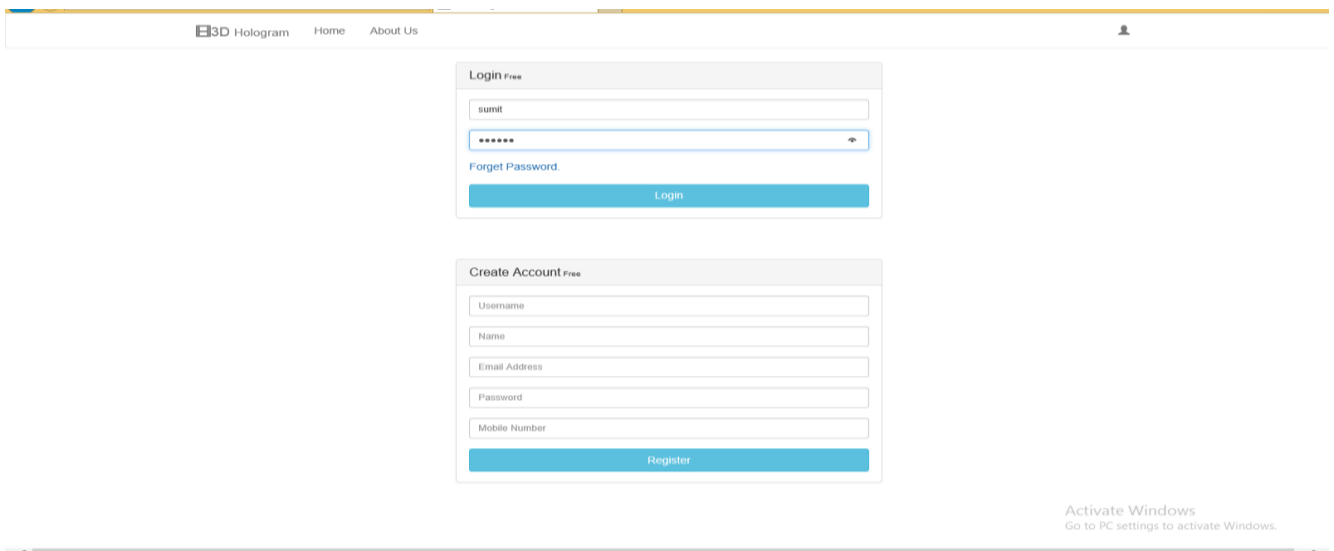 3D Hologram Home About Us
Login Free
sumit
••••••
Forget Password.
Login
Create Account Free
Username
Name
Email Address
Password
Mobile Number
Register
Activate Windows
Go to PC settings to activate Windows.